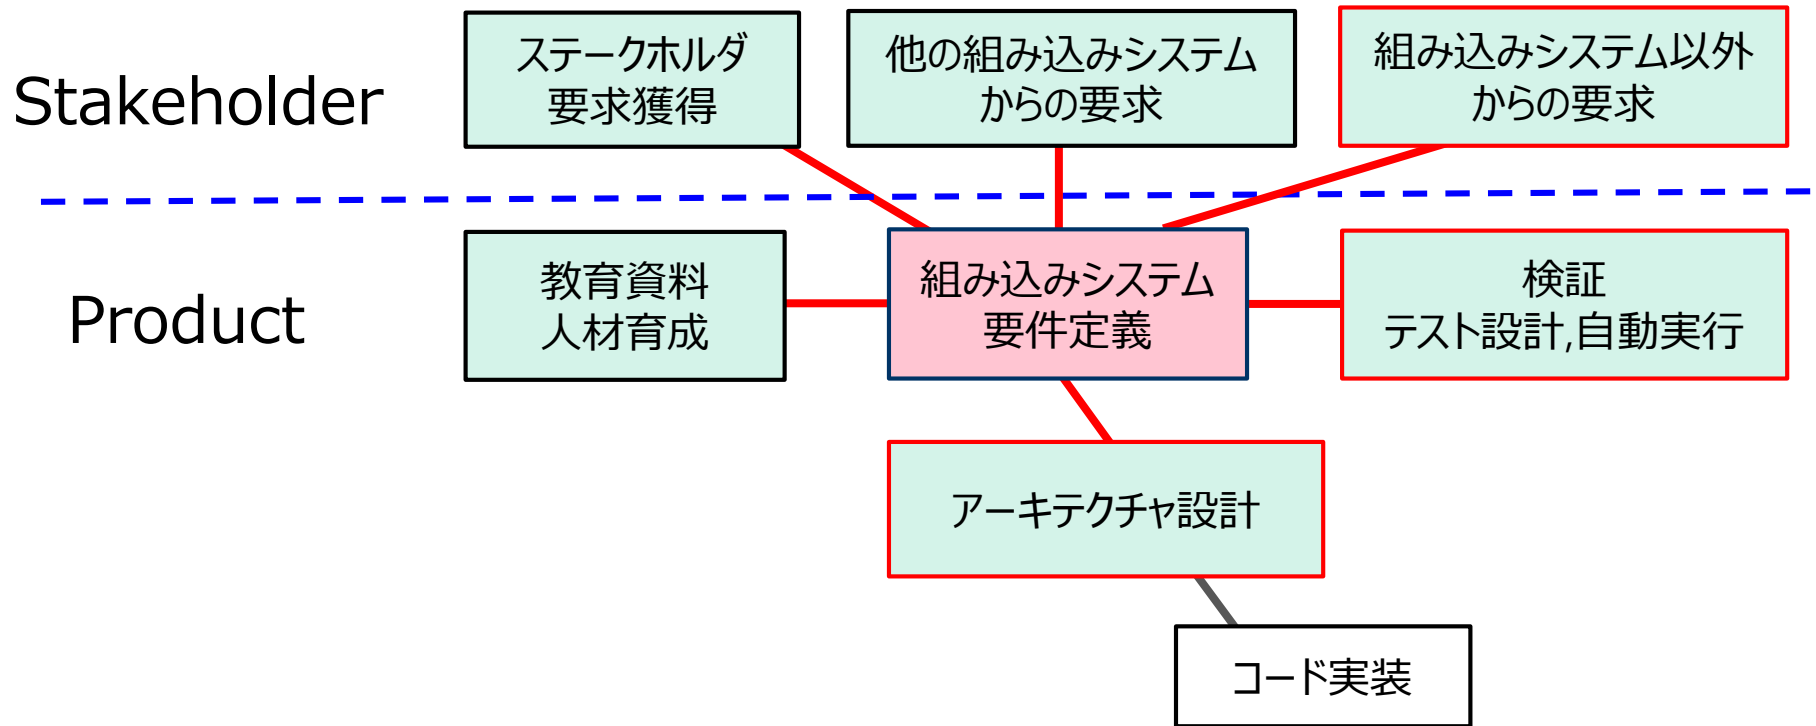 Stakeholder
ステークホルダ
要求獲得
他の組み込みシステム
からの要求
組み込みシステム以外
からの要求
Product
教育資料
人材育成
組み込みシステム
要件定義
検証
テスト設計,自動実行
アーキテクチャ設計
コード実装